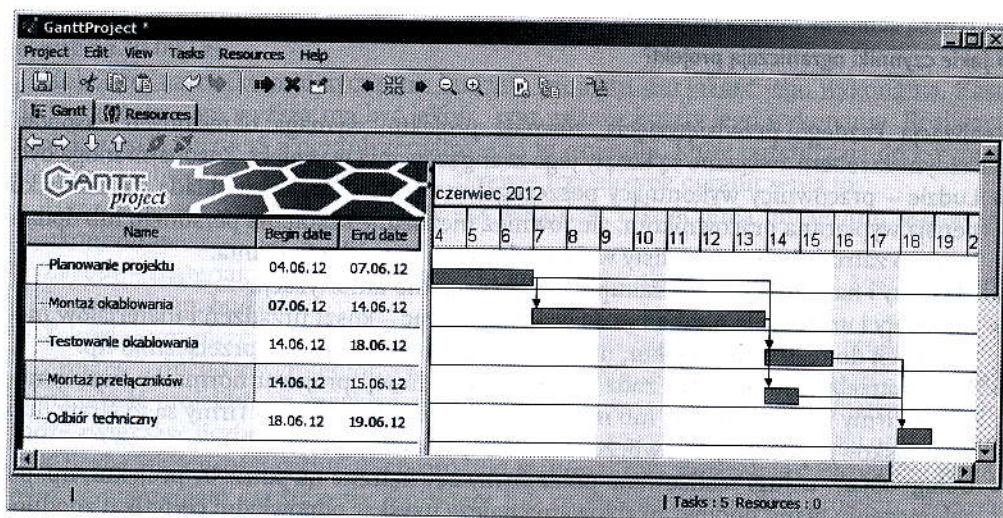 GanttProject *
Project Edit View Tasks Resources Help
Gantt Resources
GANTT project
czerwiec 2012
Name Begin date End date 4 5 6 7 8 9 10 11 12 13 14 15 16 17 18 19 2
Planowanie projektu 04.06.12 07.06.12
Montaż okablowania 07.06.12 14.06.12
Testowanie okablowania 14.06.12 18.06.12
Montaż przełączników 14.06.12 15.06.12
Odbiór techniczny 18.06.12 19.06.12
Tasks : 5 Resources : 0